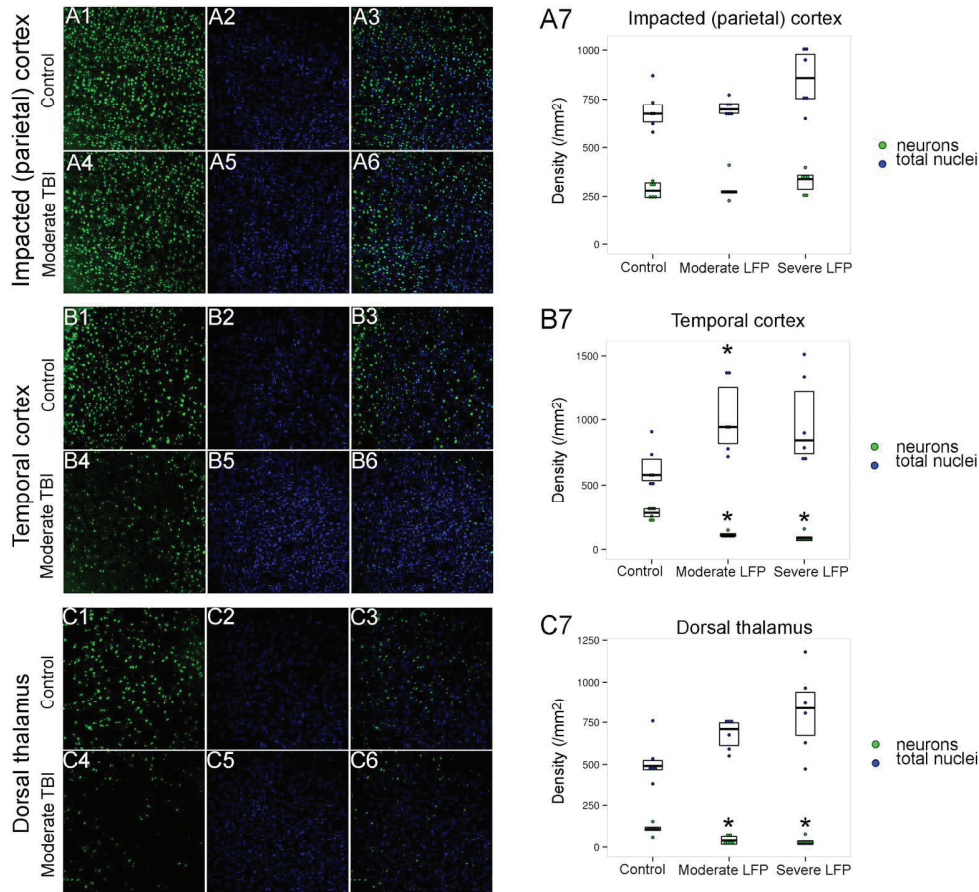 Impacted (parietal) cortex
Control
Moderate TBI
A1
A2
A3
A4
A5
A6
A7
Impacted (parietal) cortex
Density (/mm2)
1000
750
500
250
0
Control
Moderate LFP
Severe LFP
neurons
total nuclei
Temporal cortex
Control
Moderate TBI
B1
B2
B3
B4
B5
B6
B7
Temporal cortex
Density (/mm2)
1500
1000
500
0
*
*
*
Control
Moderate LFP
Severe LFP
neurons
total nuclei
Dorsal thalamus
Control
Moderate TBI
C1
C2
C3
C4
C5
C6
C7
Dorsal thalamus
Density (/mm2)
1250
1000
750
500
250
0
*
*
Control
Moderate LFP
Severe LFP
neurons
total nuclei